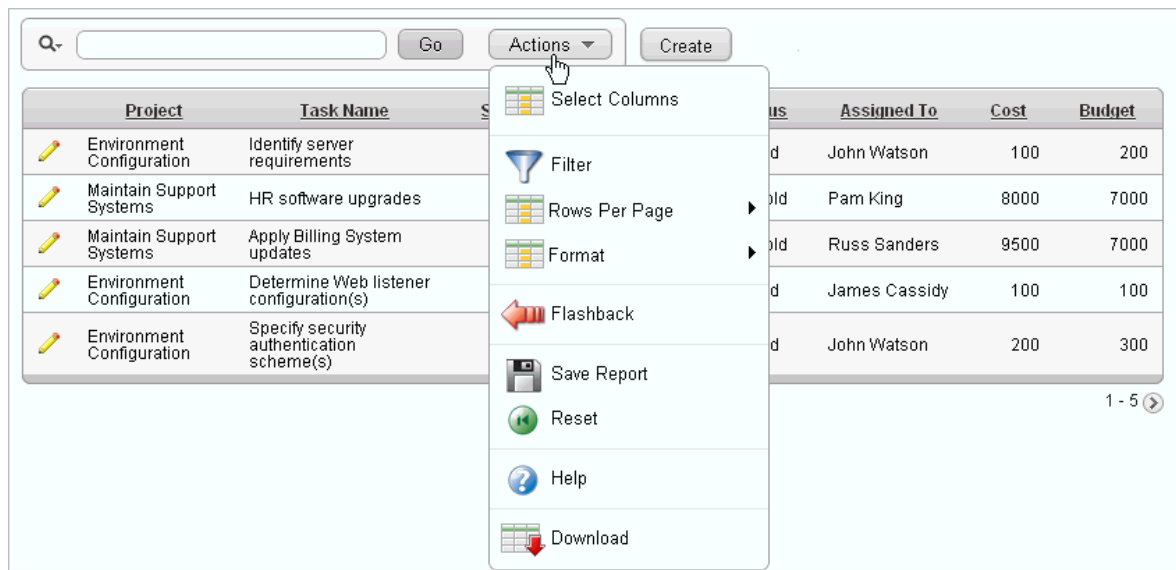 Go Actions Create
Project Task Name Assigned To Cost Budget
Environment Configuration Identify server requirements John Watson 100 200
Maintain Support Systems HR software upgrades Pam King 8000 7000
Maintain Support Systems Apply Billing System updates Russ Sanders 9500 7000
Environment Configuration Determine Web listener configuration(s) James Cassidy 100 100
Environment Configuration Specify security authentication scheme(s) John Watson 200 300
1 - 5
Select Columns
Filter
Rows Per Page
Format
Flashback
Save Report
Reset
Help
Download